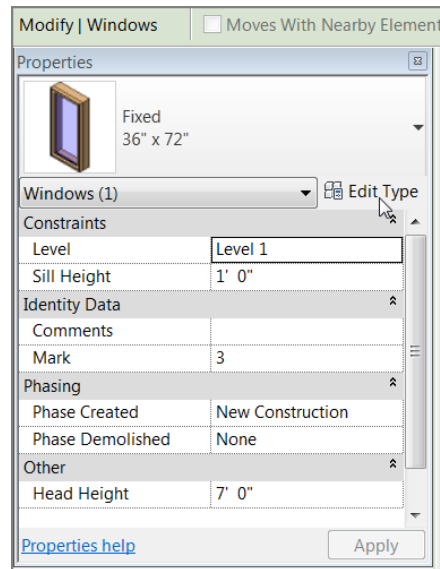 Modify | Windows Moves With Nearby Element
Properties
Fixed
36" x 72"
Windows (1) Edit Type
Constraints
Level Level 1
Sill Height 1' 0"
Identity Data
Comments
Mark 3
Phasing
Phase Created New Construction
Phase Demolished None
Other
Head Height 7' 0"
Properties help Apply